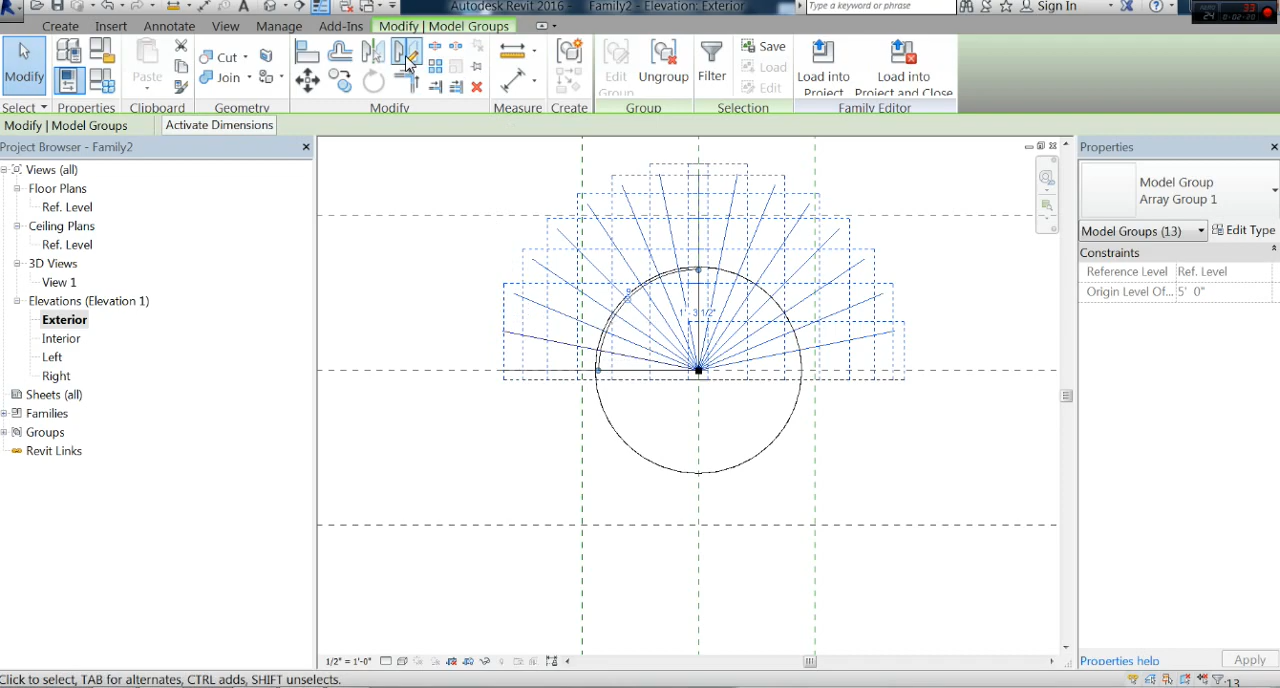 Autodesk Revit 2016 - Family2 - Elevation: Exterior
Type a keyword or phrase
Sign In
Create Insert Annotate View Manage Add-Ins Modify | Model Groups
Modify
Paste
Cut
Join
Edit
Group
Ungroup
Filter
Save
Load
Edit
Load into
Project
Load into
Project and Close
Select Properties Clipboard Geometry Modify Measure Create Group Selection Family Editor
Modify | Model Groups
Activate Dimensions
Project Browser - Family2
Views (all)
Floor Plans
Ref. Level
Ceiling Plans
Ref. Level
3D Views
View 1
Elevations (Elevation 1)
Exterior
Interior
Left
Right
Sheets (all)
Families
Groups
Revit Links
1' - 3 1/2"
Properties
Model Group
Array Group 1
Model Groups (13)
Edit Type
Constraints
Reference Level Ref. Level
Origin Level Of... 5' 0"
Properties help
Apply
1/2" = 1'-0"
Click to select, TAB for alternates, CTRL adds, SHIFT unselects.
:13